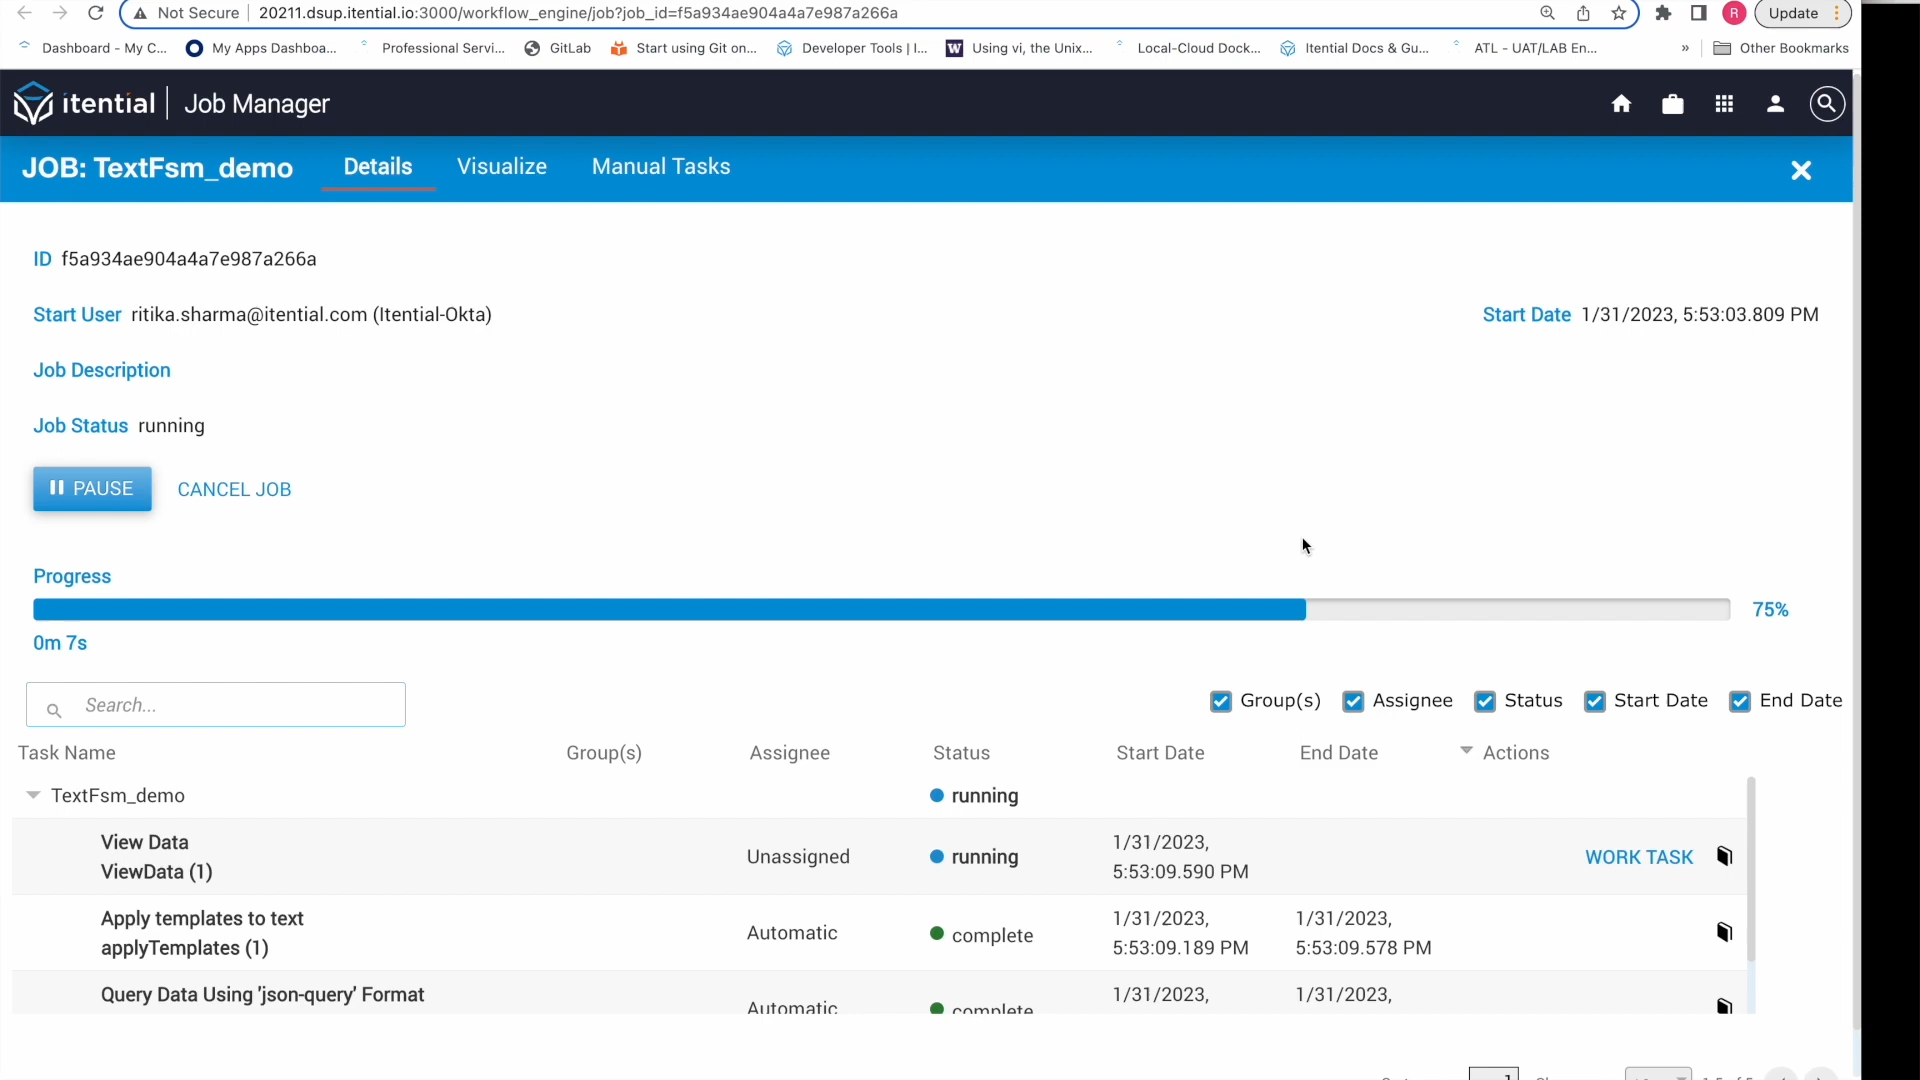 Not Secure 20211.dsup.itential.io:3000/workflow_engine/job?job_id=f5a934ae904a4a7e987a266a R Update
Dashboard - My C... My Apps Dashboa... Professional Servi... GitLab Start using Git on... Developer Tools | I... W Using vi, the Unix... Local-Cloud Dock... Itential Docs & Gu... ATL - UAT/LAB En... » Other Bookmarks
itential | Job Manager
JOB: TextFsm_demo Details Visualize Manual Tasks
ID f5a934ae904a4a7e987a266a
Start User ritika.sharma@itential.com (Itential-Okta) Start Date 1/31/2023, 5:53:03.809 PM
Job Description
Job Status running
PAUSE CANCEL JOB
Progress
75%
0m 7s
Search... Group(s) Assignee Status Start Date End Date
Task Name Group(s) Assignee Status Start Date End Date Actions
TextFsm_demo running
View Data 1/31/2023,
Unassigned running WORK TASK
ViewData (1) 5:53:09.590 PM
Apply templates to text 1/31/2023, 1/31/2023,
Automatic complete
applyTemplates (1) 5:53:09.189 PM 5:53:09.578 PM
Query Data Using 'json-query' Format 1/31/2023, 1/31/2023,
Automatic complete